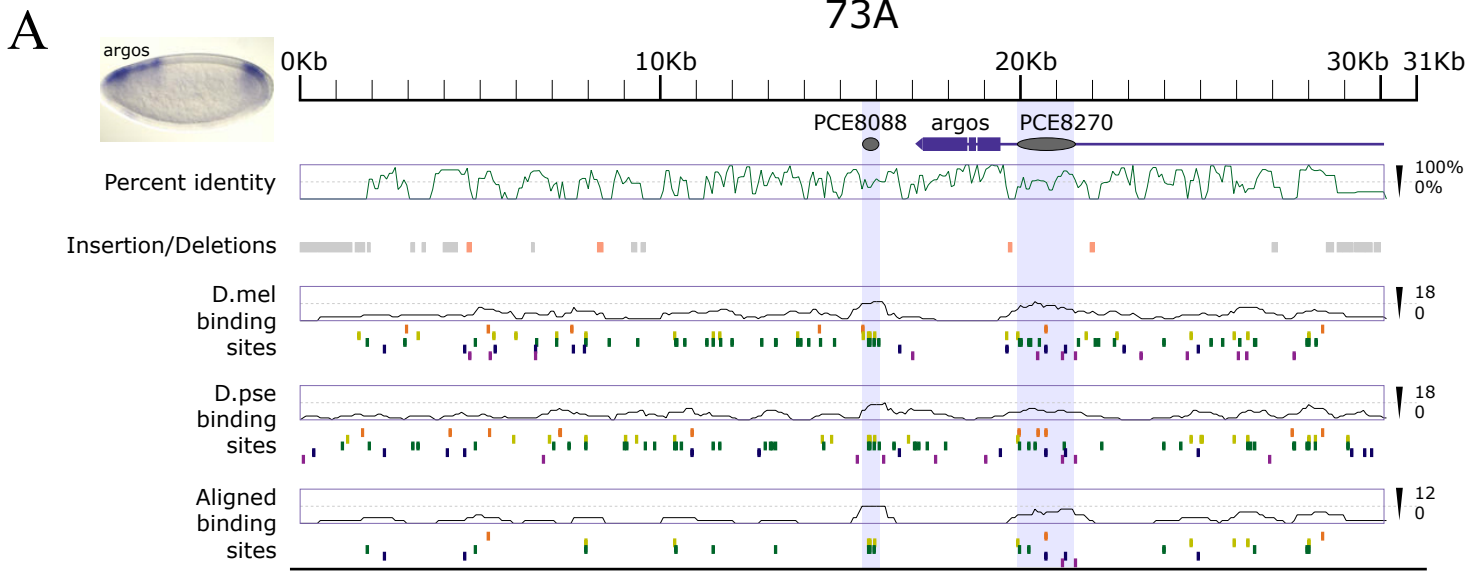 A
73A
argos
0Kb 10Kb 20Kb 30Kb 31Kb
PCE8088 argos PCE8270
Percent identity
100%
0%
Insertion/Deletions
D.mel
binding
sites
18
0
D.pse
binding
sites
18
0
Aligned
binding
sites
12
0